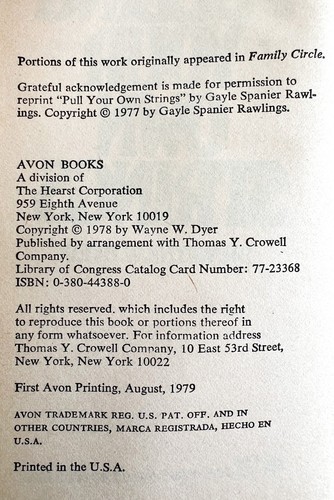 Portions of this work originally appeared in Family Circle.
Grateful acknowledgement is made for permission to
reprint "Pull Your Own Strings" by Gayle Spanier Rawl-
ings. Copyright © 1977 by Gayle Spanier Rawlings.
AVON BOOKS
A division of
The Hearst Corporation
959 Eighth Avenue
New York, New York 10019
Copyright © 1978 by Wayne W. Dyer
Published by arrangement with Thomas Y. Crowell
Company.
Library of Congress Catalog Card Number: 77-23368
ISBN: 0-380-44388-0
All rights reserved, which includes the right
to reproduce this book or portions thereof in
any form whatsoever. For information address
Thomas Y. Crowell Company, 10 East 53rd Street,
New York, New York 10022
First Avon Printing, August, 1979
AVON TRADEMARK REG. U.S. PAT. OFF. AND IN
OTHER COUNTRIES, MARCA REGISTRADA, HECHO EN
U.S.A.
Printed in the U.S.A.